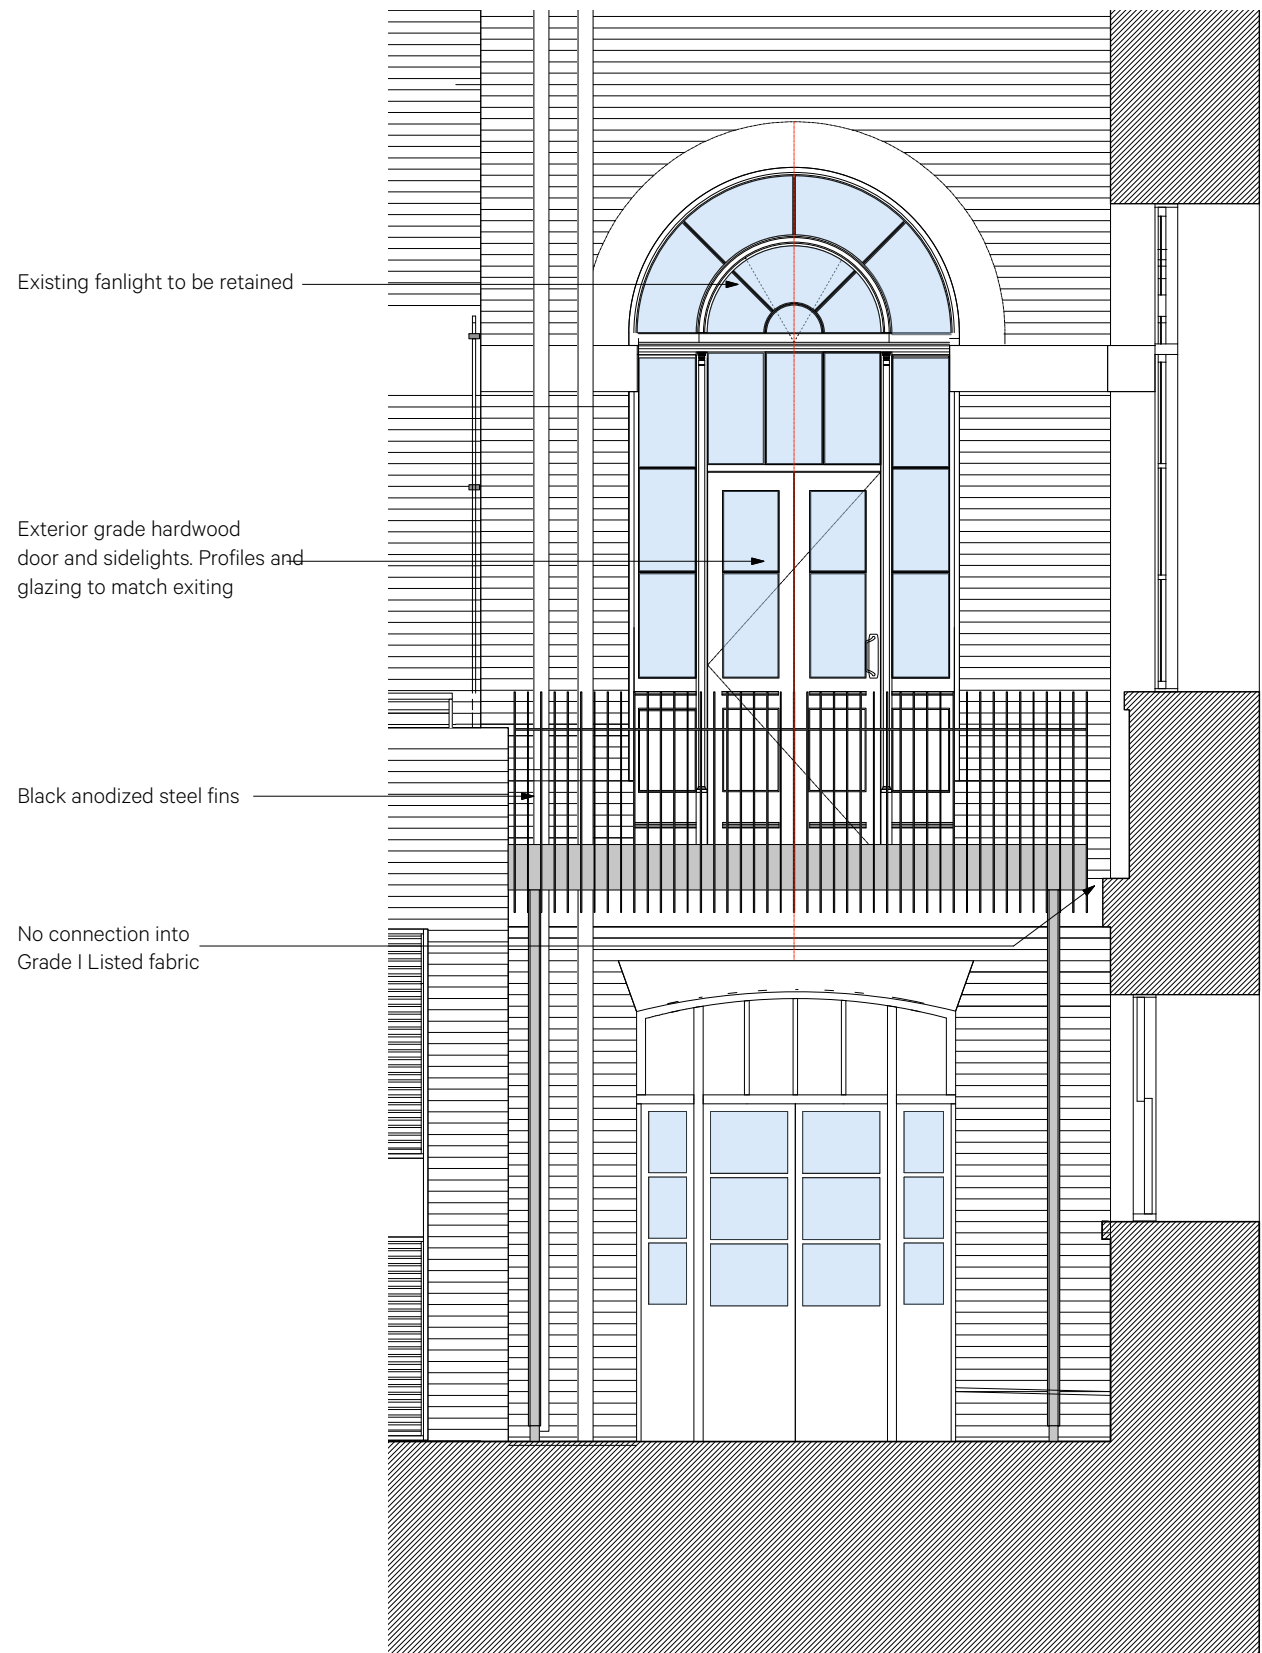 Existing fanlight to be retained
Exterior grade hardwood
door and sidelights. Profiles and
glazing to match exiting
Black anodized steel fins
No connection into
Grade I Listed fabric